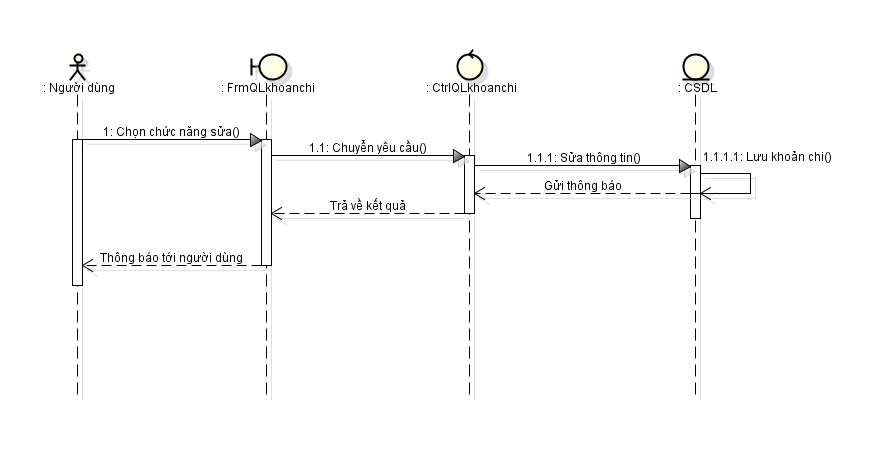 : Người dùng
: FrmQLkhoanchi
: CtrlQLkhoanchi
: CSDL
1: Chọn chức năng sửa()
1.1: Chuyển yêu cầu()
1.1.1: Sửa thông tin()
1.1.1.1: Lưu khoản chi()
Gửi thông báo
Trả về kết quả
Thông báo tới người dùng